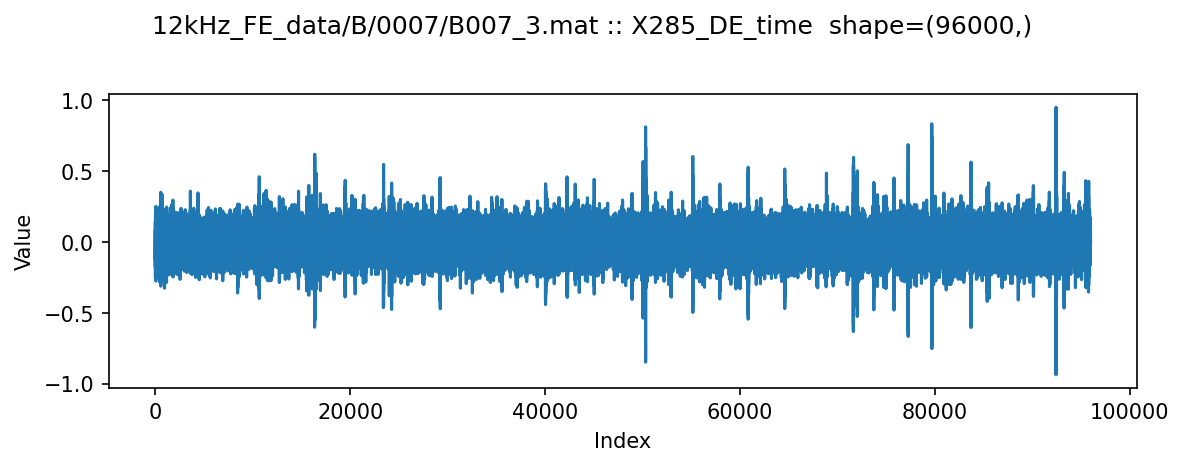 12kHz_FE_data/B/0007/B007_3.mat :: X285_DE_time  shape=(96000,)
1.0
0.5
0.0
−0.5
−1.0
Value
0 20000 40000 60000 80000 100000
Index